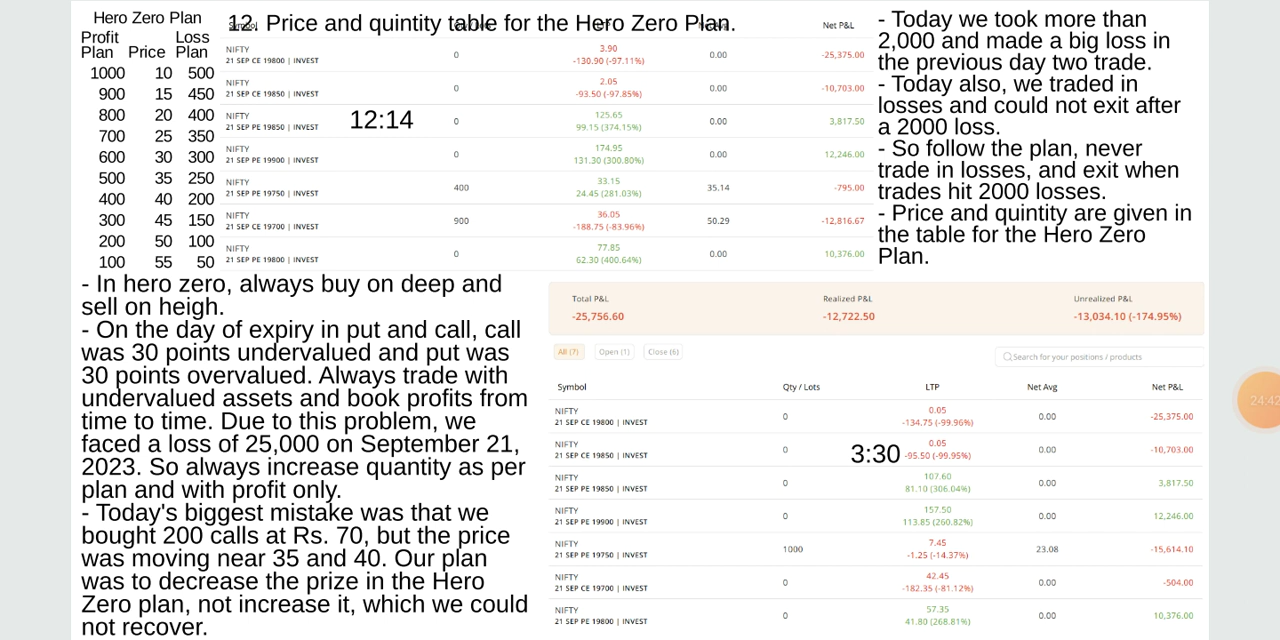 12. Price and quintity table for the Hero Zero Plan.
Hero Zero Plan
Profit Plan Price Loss Plan
1000 10 500
900 15 450
800 20 400
700 25 350
600 30 300
500 35 250
400 40 200
300 45 150
200 50 100
100 55 50
Symbol LTP Net P&L
NIFTY 3.90
21 SEP CE 19800 | INVEST 0 -130.90 (-97.11%) 0.00 -25,375.00
NIFTY 2.05
21 SEP CE 19850 | INVEST 0 -93.50 (-97.85%) 0.00 -10,703.00
12:14
NIFTY 125.65
21 SEP PE 19850 | INVEST 0 99.15 (374.15%) 0.00 3,817.50
NIFTY 174.95
21 SEP PE 19900 | INVEST 0 131.30 (300.80%) 0.00 12,246.00
NIFTY 33.15
21 SEP PE 19750 | INVEST 400 24.45 (281.03%) 35.14 -795.00
NIFTY 36.05
21 SEP CE 19700 | INVEST 900 -188.75 (-83.96%) 50.29 -12,816.67
NIFTY 77.85
21 SEP PE 19800 | INVEST 0 62.30 (400.64%) 0.00 10,376.00
- Today we took more than
2,000 and made a big loss in
the previous day two trade.
- Today also, we traded in
losses and could not exit after
a 2000 loss.
- So follow the plan, never
trade in losses, and exit when
trades hit 2000 losses.
- Price and quintity are given in
the table for the Hero Zero
Plan.
- In hero zero, always buy on deep and
sell on heigh.
- On the day of expiry in put and call, call
was 30 points undervalued and put was
30 points overvalued. Always trade with
undervalued assets and book profits from
time to time. Due to this problem, we
faced a loss of 25,000 on September 21,
2023. So always increase quantity as per
plan and with profit only.
- Today's biggest mistake was that we
bought 200 calls at Rs. 70, but the price
was moving near 35 and 40. Our plan
was to decrease the prize in the Hero
Zero plan, not increase it, which we could
not recover.
Total P&L Realized P&L Unrealized P&L
-25,756.60 -12,722.50 -13,034.10 (-174.95%)
All (7) Open (1) Close (6) Search for your positions / products
Symbol Qty / Lots LTP Net Avg Net P&L
NIFTY 0.05
21 SEP CE 19800 | INVEST 0 -134.75 (-99.96%) 0.00 -25,375.00
3:30
NIFTY 0.05
21 SEP CE 19850 | INVEST 0 -95.50 (-99.95%) 0.00 -10,703.00
NIFTY 107.60
21 SEP PE 19850 | INVEST 0 81.10 (306.04%) 0.00 3,817.50
NIFTY 157.50
21 SEP PE 19900 | INVEST 0 113.85 (260.82%) 0.00 12,246.00
NIFTY 7.45
21 SEP PE 19750 | INVEST 1000 -1.25 (-14.37%) 23.08 -15,614.10
NIFTY 42.45
21 SEP CE 19700 | INVEST 0 -182.35 (-81.12%) 0.00 -504.00
NIFTY 57.35
21 SEP PE 19800 | INVEST 0 41.80 (268.81%) 0.00 10,376.00
24:42